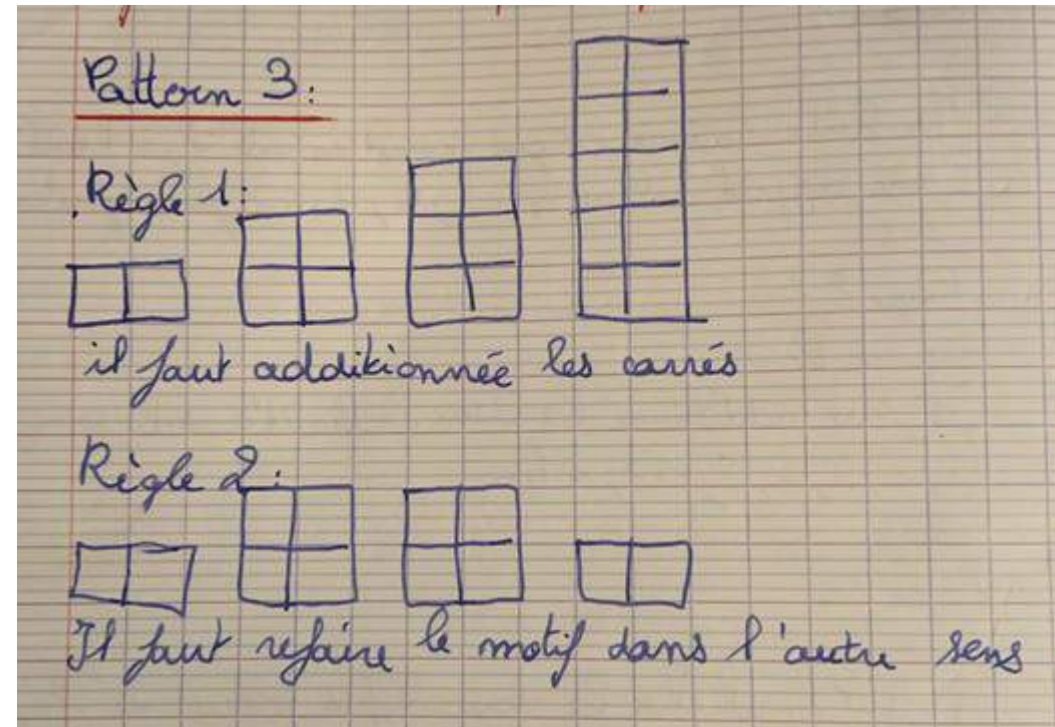 Pattern 3:
Règle 1:
il faut additionnée les carrés
Règle 2:
Il faut refaire le motif dans l'autre sens